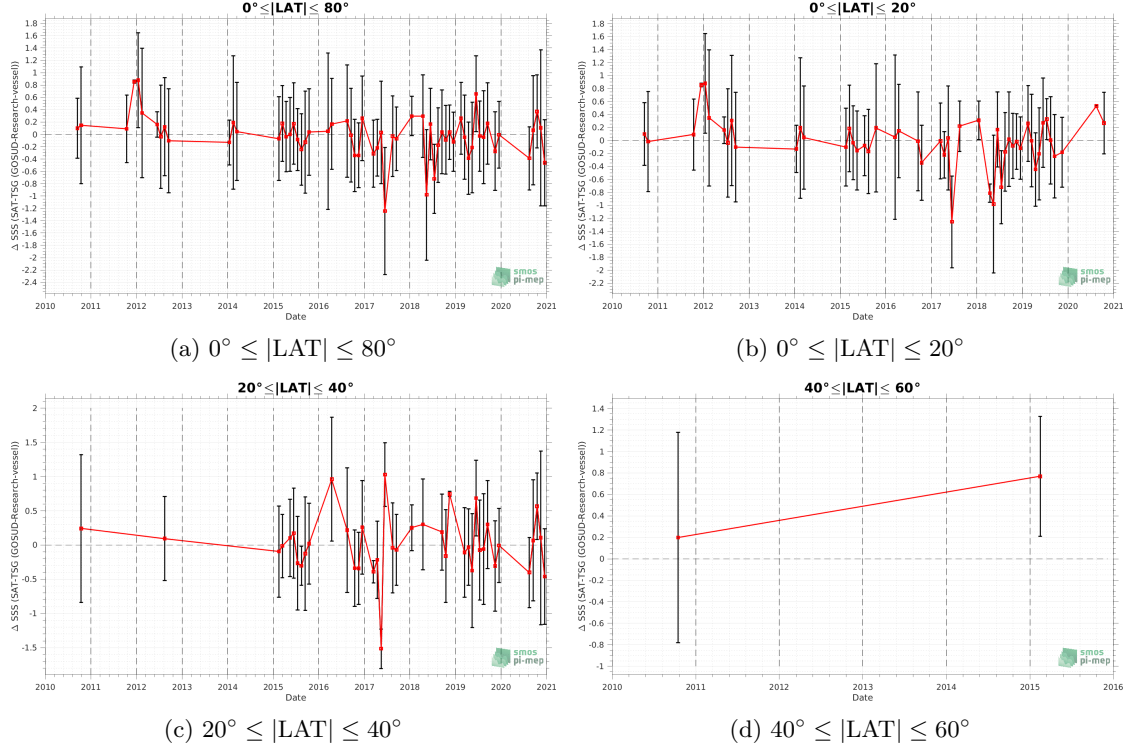 0°≤|LAT|≤ 80°
1.8
1.6
1.4
1.2
1
0.8
0.6
0.4
0.2
0
-0.2
-0.4
-0.6
-0.8
-1
-1.2
-1.4
-1.6
-1.8
-2
-2.2
-2.4
Δ SSS (SAT-TSG (GOSUD-Research-vessel))
2010 2011 2012 2013 2014 2015 2016 2017 2018 2019 2020 2021
Date
smos
pi-mep
(a) 0° ≤ |LAT| ≤ 80°
0°≤|LAT|≤ 20°
1.8
1.6
1.4
1.2
1
0.8
0.6
0.4
0.2
0
-0.2
-0.4
-0.6
-0.8
-1
-1.2
-1.4
-1.6
-1.8
-2
-2.2
Δ SSS (SAT-TSG (GOSUD-Research-vessel))
2010 2011 2012 2013 2014 2015 2016 2017 2018 2019 2020 2021
Date
smos
pi-mep
(b) 0° ≤ |LAT| ≤ 20°
20°≤|LAT|≤ 40°
2
1.5
1
0.5
0
-0.5
-1
-1.5
Δ SSS (SAT-TSG (GOSUD-Research-vessel))
2010 2011 2012 2013 2014 2015 2016 2017 2018 2019 2020 2021
Date
smos
pi-mep
(c) 20° ≤ |LAT| ≤ 40°
40°≤|LAT|≤ 60°
1.4
1.2
1
0.8
0.6
0.4
0.2
0
-0.2
-0.4
-0.6
-0.8
-1
Δ SSS (SAT-TSG (GOSUD-Research-vessel))
2010 2011 2012 2013 2014 2015 2016
Date
smos
pi-mep
(d) 40° ≤ |LAT| ≤ 60°